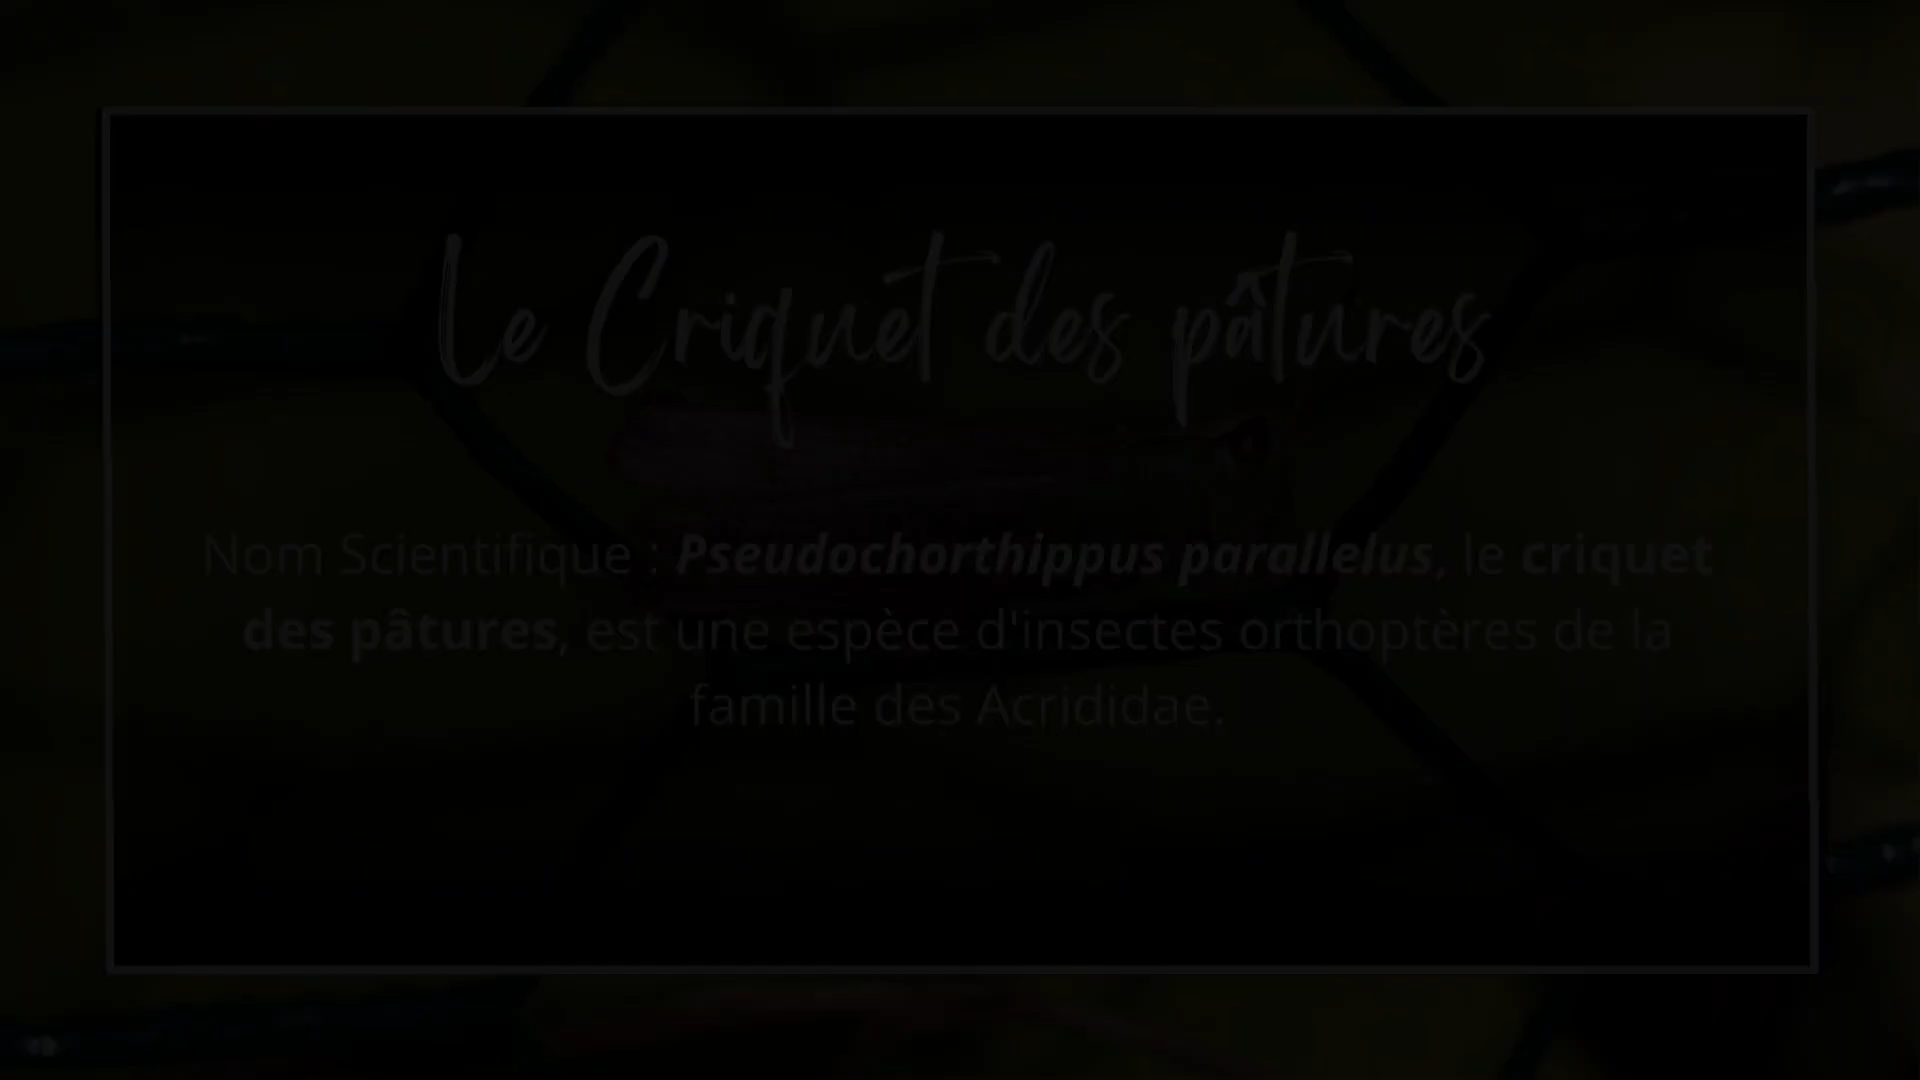 Le Criquet des pâtures
Nom Scientifique : Pseudochorthippus parallelus, le criquet
des pâtures, est une espèce d'insectes orthoptères de la
famille des Acrididae.